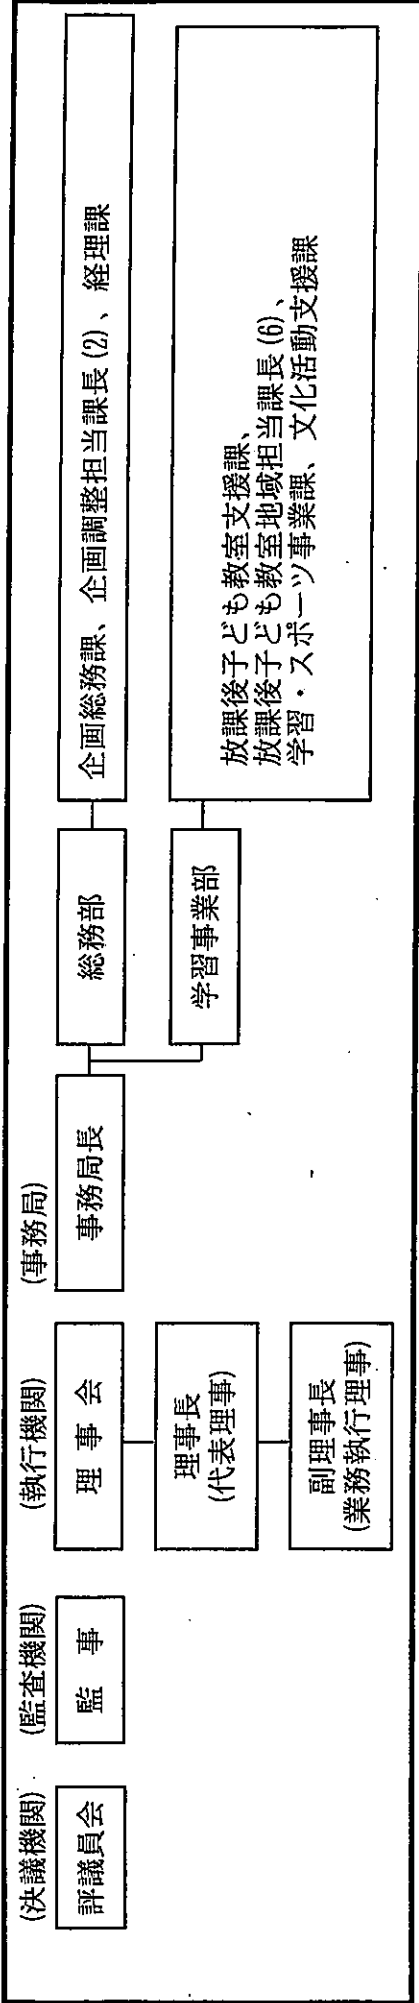 (決議機関)
評議員会
(監査機関)
監　事
(執行機関)
理 事 会
理事長
(代表理事)
副理事長
(業務執行理事)
(事務局)
事務局長
総務部
企画総務課、企画調整担当課長(2)、経理課
学習事業部
放課後子ども教室支援課、
放課後子ども教室地域担当課長(6)、
学習・スポーツ事業課、文化活動支援課